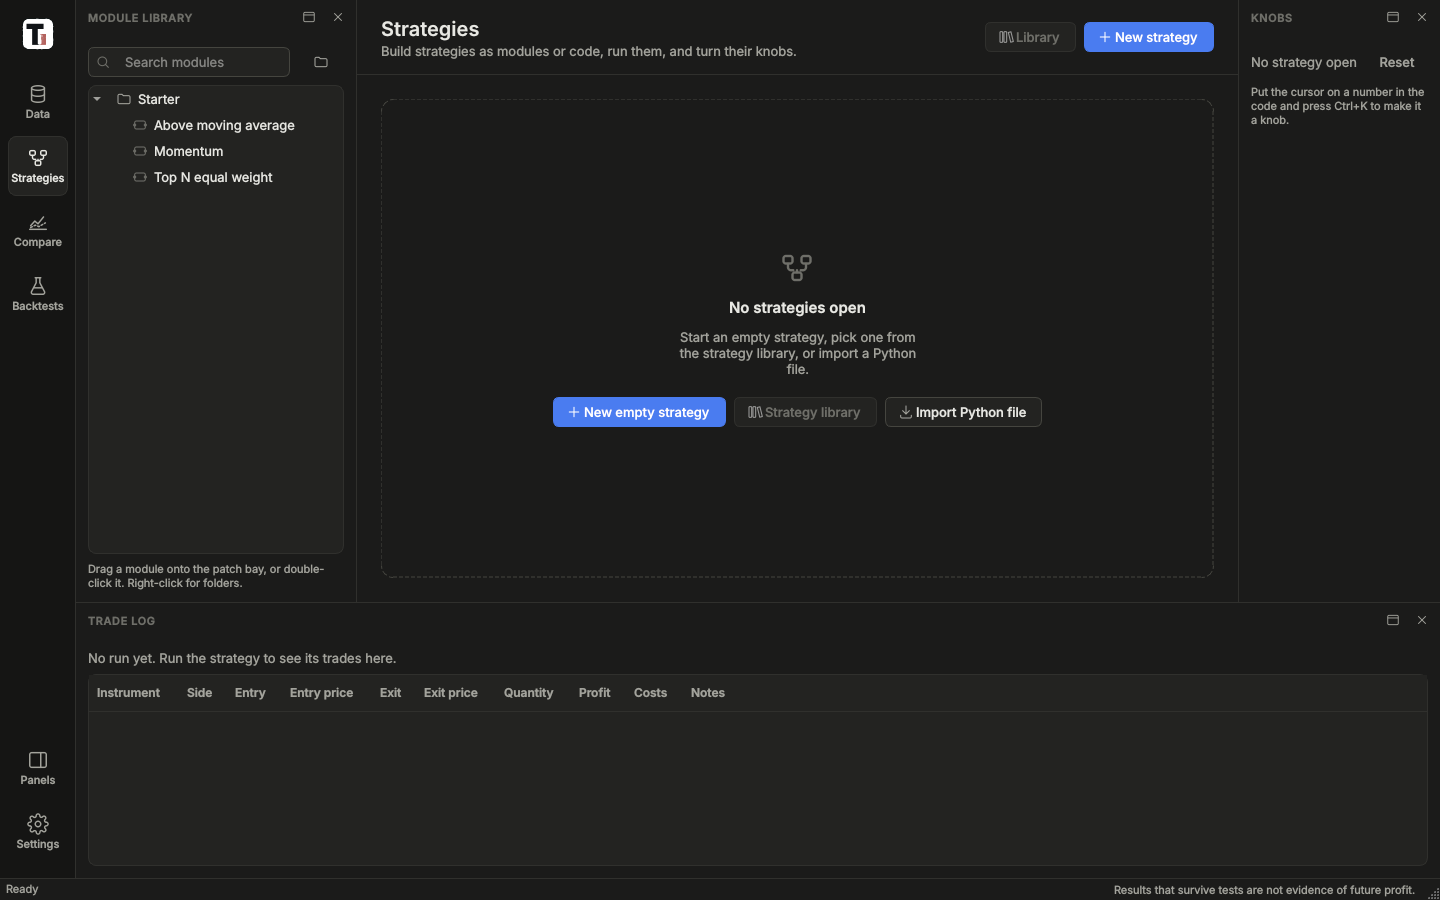 Ti
Data
Strategies
Compare
Backtests
Panels
Settings
MODULE LIBRARY
Search modules
Starter
Above moving average
Momentum
Top N equal weight
Drag a module onto the patch bay, or double-
click it. Right-click for folders.
Strategies
Build strategies as modules or code, run them, and turn their knobs.
Library
New strategy
No strategies open
Start an empty strategy, pick one from
the strategy library, or import a Python
file.
New empty strategy
Strategy library
Import Python file
KNOBS
No strategy open
Reset
Put the cursor on a number in the
code and press Ctrl+K to make it
a knob.
TRADE LOG
No run yet. Run the strategy to see its trades here.
Instrument Side Entry Entry price Exit Exit price Quantity Profit Costs Notes
Ready
Results that survive tests are not evidence of future profit.